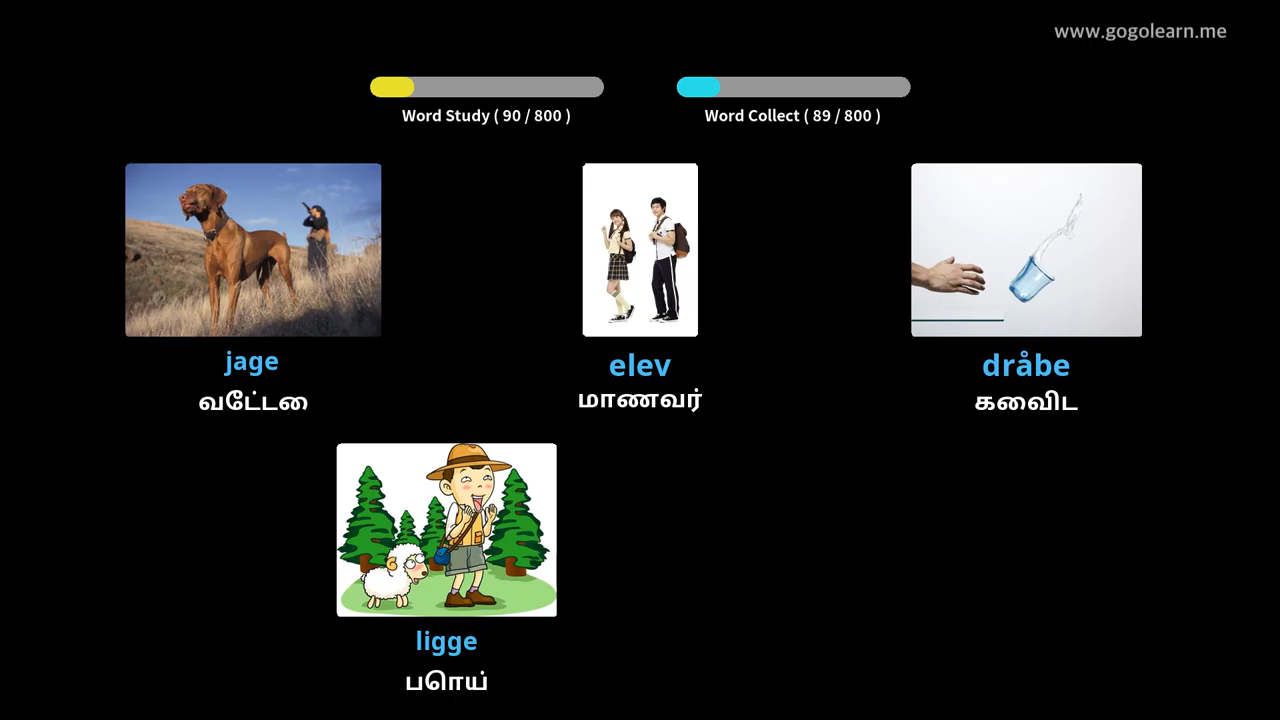 www.gogolearn.me
Word Study ( 90 / 800 )
Word Collect ( 89 / 800 )
jage
வேட்டை
elev
மாணவர்
dråbe
கைவிட
ligge
பொய்